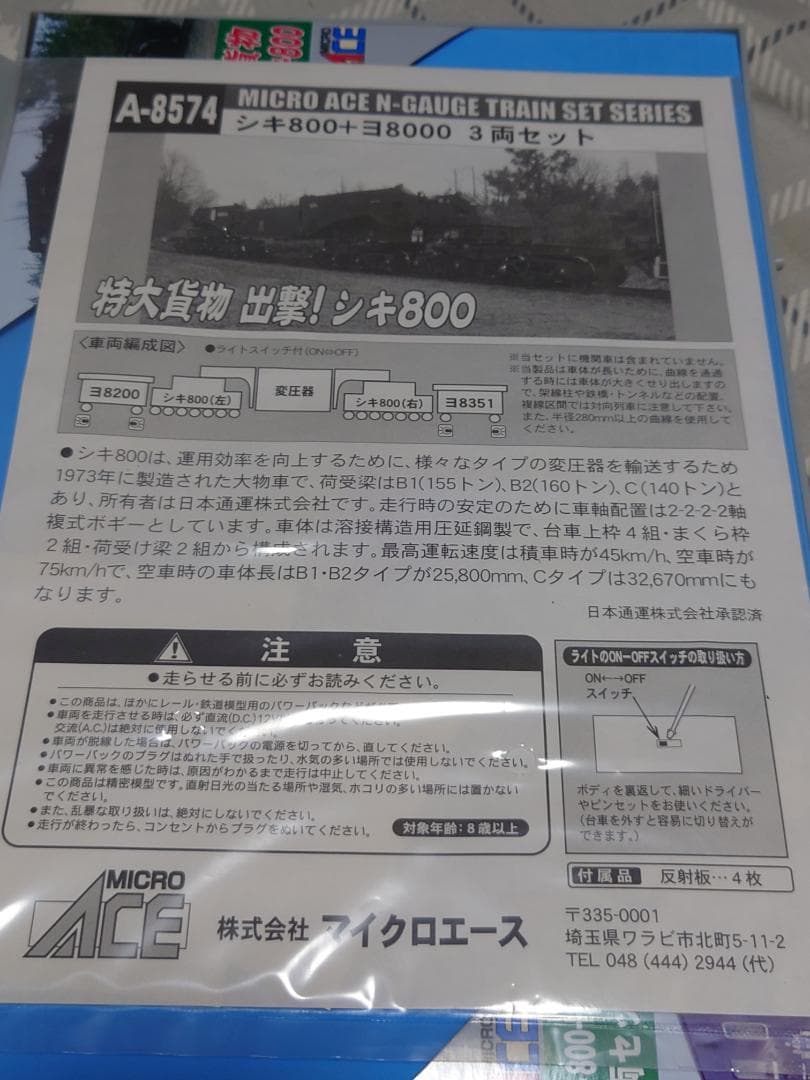 貨物
-800
MICRO
ACE
A-8574
MICRO ACE N-GAUGE TRAIN SET SERIES
シキ800+ヨ8000 3両セット
特大貨物 出撃!シキ800
〈車両編成図〉
●ライトスイッチ付(ON⇔OFF)
ヨ8200
シキ800(左)
変圧器
シキ800(右)
ヨ8351
※当セットに機関車は含まれていません。
※当製品は車体が長いために、曲線を通過
する時には車体が大きくせり出しますの
で、架線柱や鉄橋・トンネルなどの配置、
複線区間では対向列車に注意して下さい。
また、半径280mm以上の曲線を使用して
ください。
●シキ800は、運用効率を向上するために、様々なタイプの変圧器を輸送するため
1973年に製造された大物車で、荷受梁はB1(155トン)、B2(160トン)、C(140トン)と
あり、所有者は日本通運株式会社です。走行時の安定のために車軸配置は2-2-2-2軸
複式ボギーとしています。車体は溶接構造用圧延鋼製で、台車上枠4組・まくら枠
2組・荷受け梁2組から構成されます。最高運転速度は積車時が45km/h、空車時が
75km/hで、空車時の車体長はB1・B2タイプが25,800mm、Cタイプは32,670mmにも
なります。
日本通運株式会社承認済
注 意
●走らせる前に必ずお読みください。
●この商品は、ほかにレール・鉄道模型用のパワーパックなどが
●車両を走行させる時は、必ず直流(D.C.)12V
交流(A.C.)は絶対に使用しないでください。
●車両が脱線した場合は、パワーパックの電源を切ってから、直してください。
●パワーパックのプラグはぬれた手で扱ったり、水気の多い場所では使用しないでください。
●車両に異常を感じた時は、原因がわかるまで走行は中止してください。
●この商品は精密模型です。直射日光の当たる場所や湿気、ホコリの多い場所には置かない
でください。
●また、乱暴な取り扱いは、絶対にしないでください。
●走行が終わったら、コンセントからプラグをぬいてください。
対象年齢:8歳以上
ライトのON-OFFスイッチの取り扱い方
ON←→OFF
スイッチ
ボディを裏返して、細いドライバー
やピンセットをお使いください。
(台車を外すと容易に切り替えが
できます。)
付属品 反射板…4枚
MICRO
ACE
株式会社 マイクロエース
〒335-0001
埼玉県ワラビ市北町5-11-2
TEL 048 (444) 2944 (代)